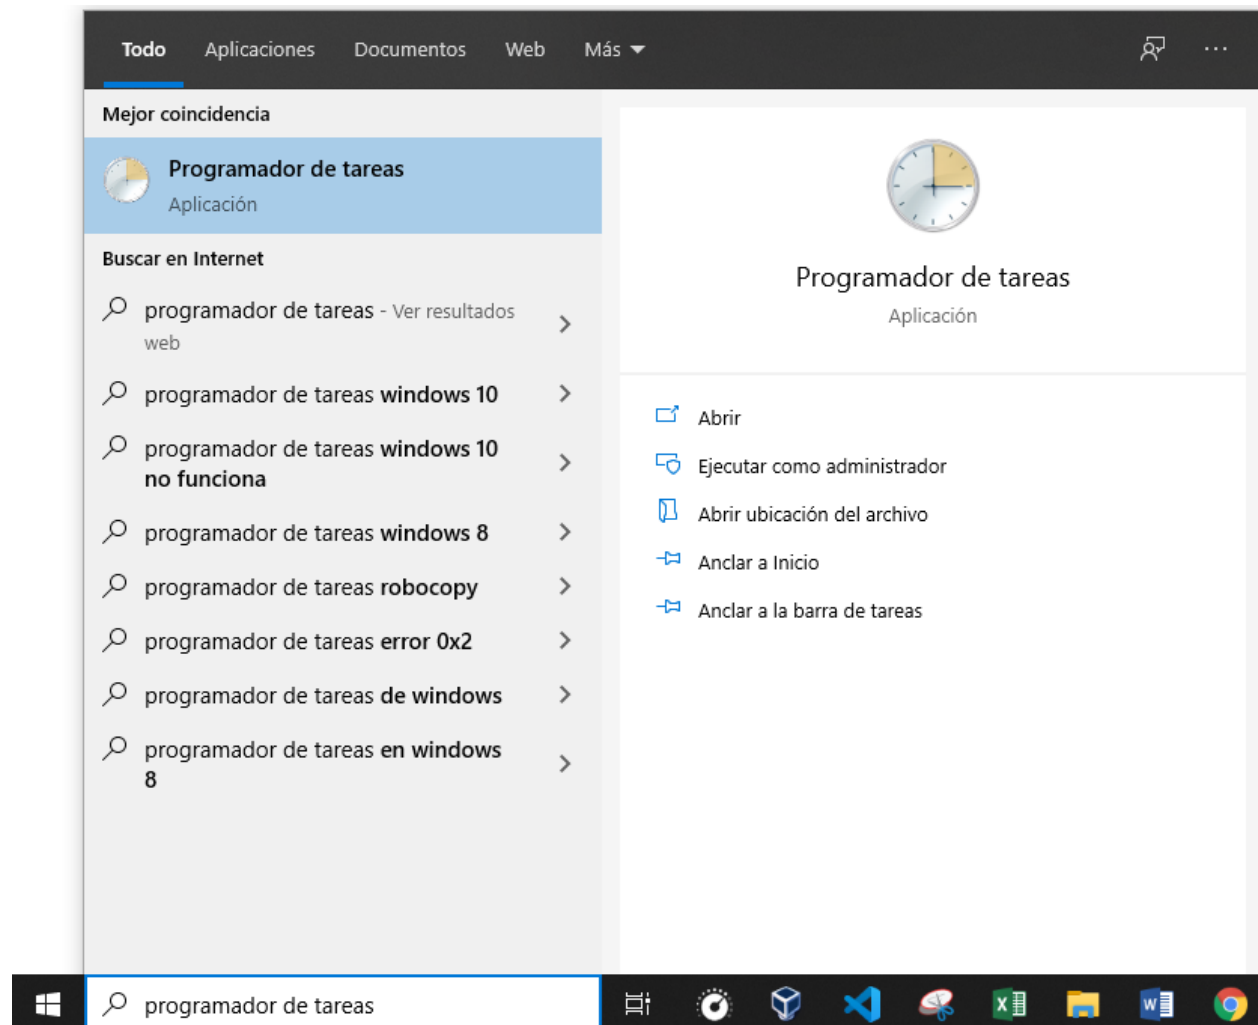 Todo Aplicaciones Documentos Web Más
Mejor coincidencia
Programador de tareas
Aplicación
Buscar en Internet
programador de tareas - Ver resultados
web
programador de tareas windows 10
programador de tareas windows 10
no funciona
programador de tareas windows 8
programador de tareas robocopy
programador de tareas error 0x2
programador de tareas de windows
programador de tareas en windows
8
Programador de tareas
Aplicación
Abrir
Ejecutar como administrador
Abrir ubicación del archivo
Anclar a Inicio
Anclar a la barra de tareas
programador de tareas